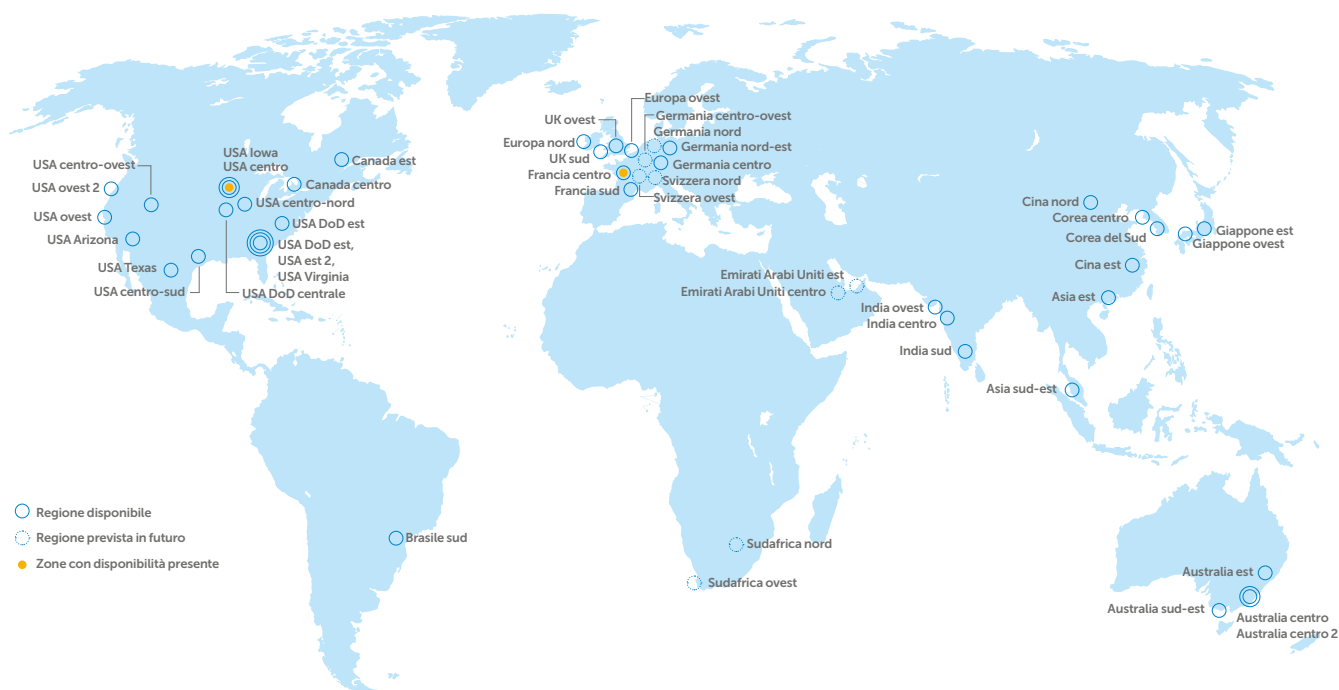 Europa ovest
Germania centro-ovest
UK ovest
Germania nord
Europa nord
Germania nord-est
UK sud
Germania centro
Francia centro
Svizzera nord
Francia sud
Svizzera ovest
USA Iowa
USA centro
Canada est
USA centro-ovest
USA ovest 2
Canada centro
USA centro-nord
USA ovest
USA DoD est
USA Arizona
USA DoD est,
USA est 2,
USA Virginia
USA Texas
USA centro-sud
USA DoD centrale
Cina nord
Corea centro
Corea del Sud
Giappone est
Giappone ovest
Cina est
Emirati Arabi Uniti est
Emirati Arabi Uniti centro
Asia est
India ovest
India centro
India sud
Asia sud-est
Regione disponibile
Regione prevista in futuro
Zone con disponibilità presente
Brasile sud
Sudafrica nord
Sudafrica ovest
Australia est
Australia sud-est
Australia centro
Australia centro 2